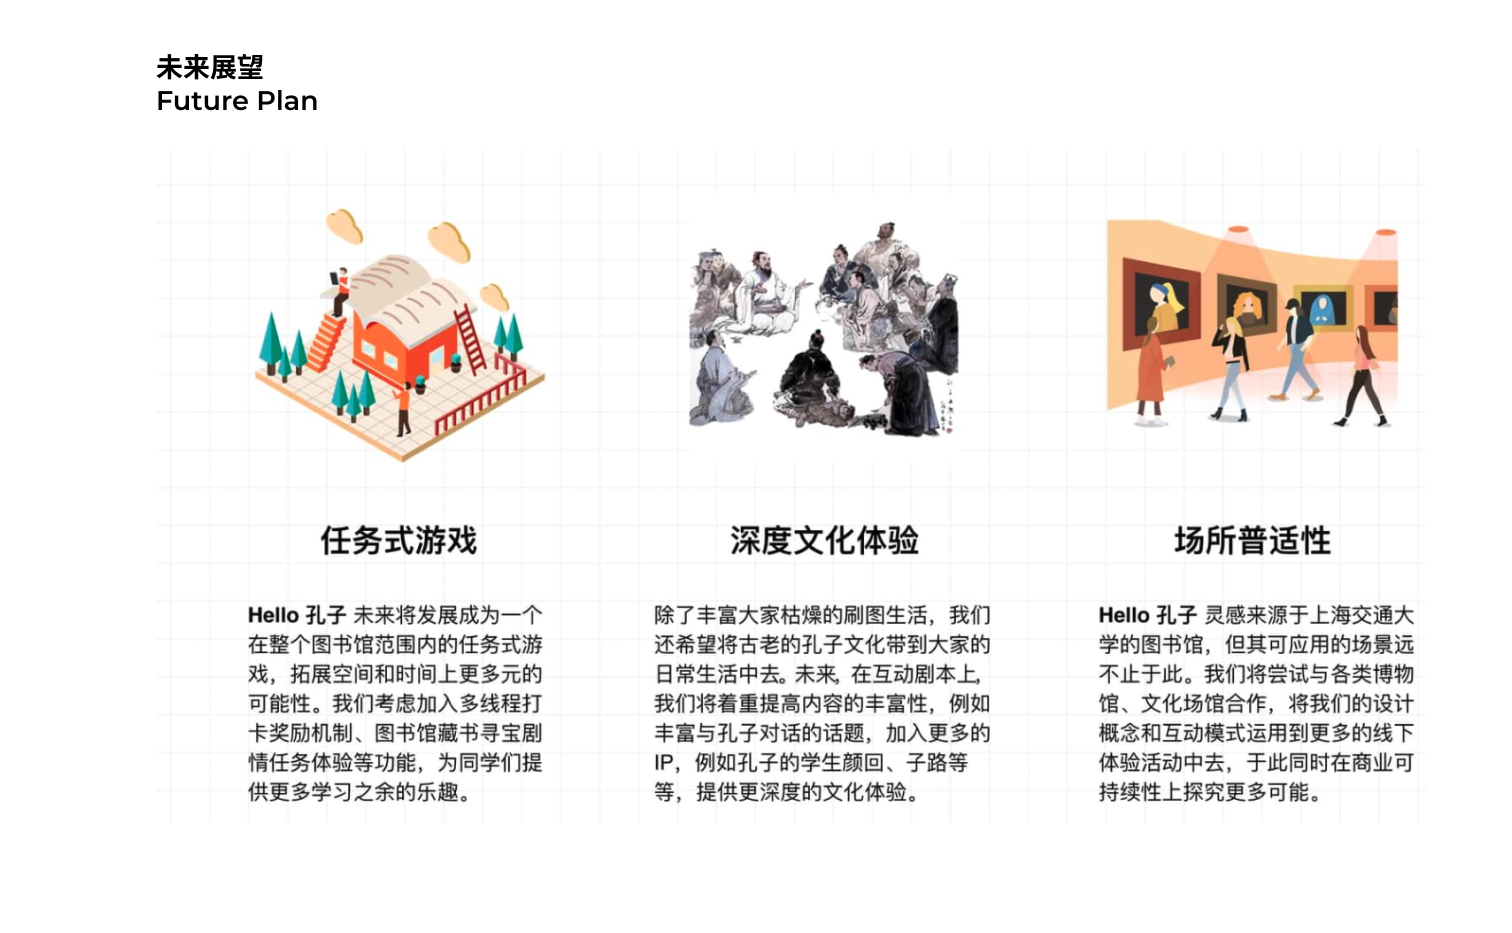 未来展望
Future Plan
任务式游戏
Hello 孔子 未来将发展成为一个
在整个图书馆范围内的任务式游
戏，拓展空间和时间上更多元的
可能性。我们考虑加入多线程打
卡奖励机制、图书馆藏书寻宝剧
情任务体验等功能，为同学们提
供更多学习之余的乐趣。
深度文化体验
除了丰富大家枯燥的刷图生活，我们
还希望将古老的孔子文化带到大家的
日常生活中去。未来，在互动剧本上，
我们将着重提高内容的丰富性，例如
丰富与孔子对话的话题，加入更多的
IP，例如孔子的学生颜回、子路等
等，提供更深度的文化体验。
场所普适性
Hello 孔子 灵感来源于上海交通大
学的图书馆，但其可应用的场景远
不止于此。我们将尝试与各类博物
馆、文化场馆合作，将我们的设计
概念和互动模式运用到更多的线下
体验活动中去，于此同时在商业可
持续性上探究更多可能。